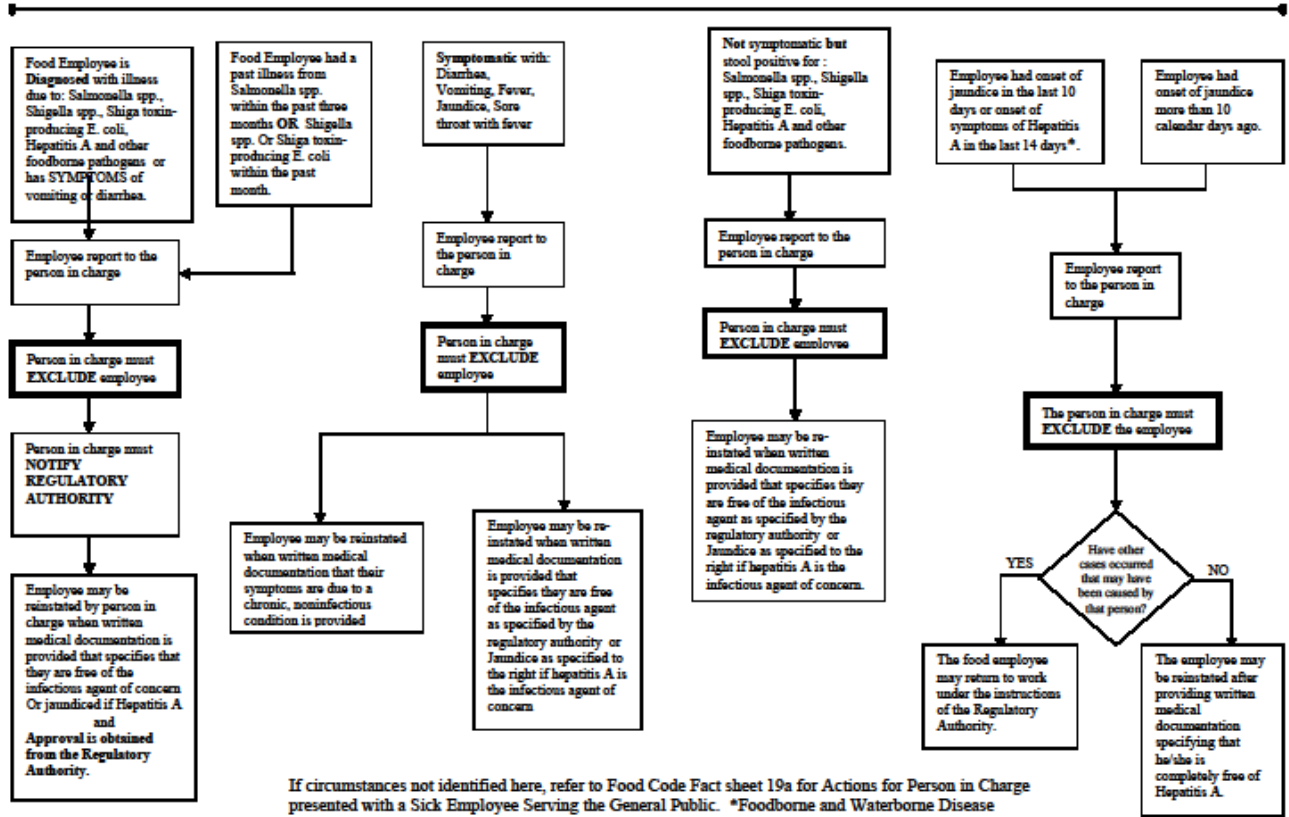 Food Employee is
Diagnosed with illness
due to: Salmonella spp.,
Shigella spp., Shiga toxin-
producing E. coli,
Hepatitis A and other
foodborne pathogens or
has SYMPTOMS of
vomiting or diarrhea.
Food Employee had a
past illness from
Salmonella spp.
within the past three
months OR Shigella
spp. Or Shiga toxin-
producing E. coli
within the past
month.
Symptomatic with:
Diarrhea,
Vomiting, Fever,
Jaundice, Sore
throat with fever
Not symptomatic but
stool positive for :
Salmonella spp., Shigella
spp., Shiga toxin-
producing E. coli,
Hepatitis A and other
foodborne pathogens.
Employee had onset of
jaundice in the last 10
days or onset of
symptoms of Hepatitis
A in the last 14 days*.
Employee had
onset of jaundice
more than 10
calendar days ago.
Employee report to the
person in charge
Employee report to
the person in
charge
Employee report to the
person in charge
Employee report
to the person in
charge
Person in charge must
EXCLUDE employee
Person in charge
must EXCLUDE
employee
Person in charge must
EXCLUDE employee
The person in charge must
EXCLUDE the employee
Person in charge must
NOTIFY
REGULATORY
AUTHORITY
Employee may be
reinstated by person in
charge when written
medical documentation is
provided that specifies that
they are free of the
infectious agent of concern
Or jaundiced if Hepatitis A
and
Approval is obtained
from the Regulatory
Authority.
Employee may be reinstated
when written medical
documentation that their
symptoms are due to a
chronic, noninfectious
condition is provided
Employee may be re-
instated when written
medical documentation
is provided that
specifies they are free
of the infectious agent
as specified by the
regulatory authority or
Jaundice as specified to
the right if hepatitis A is
the infectious agent of
concern
Employee may be re-
instated when written
medical documentation is
provided that specifies they
are free of the infectious
agent as specified by the
regulatory authority or
Jaundice as specified to the
right if hepatitis A is the
infectious agent of concern.
Have other
cases occurred
that may have
been caused by
that person?
YES
NO
The food employee
may return to work
under the instructions
of the Regulatory
Authority.
The employee may
be reinstated after
providing written
medical
documentation
specifying that
he/she is
completely free of
Hepatitis A.
If circumstances not identified here, refer to Food Code Fact sheet 19a for Actions for Person in Charge
presented with a Sick Employee Serving the General Public. *Foodborne and Waterborne Disease